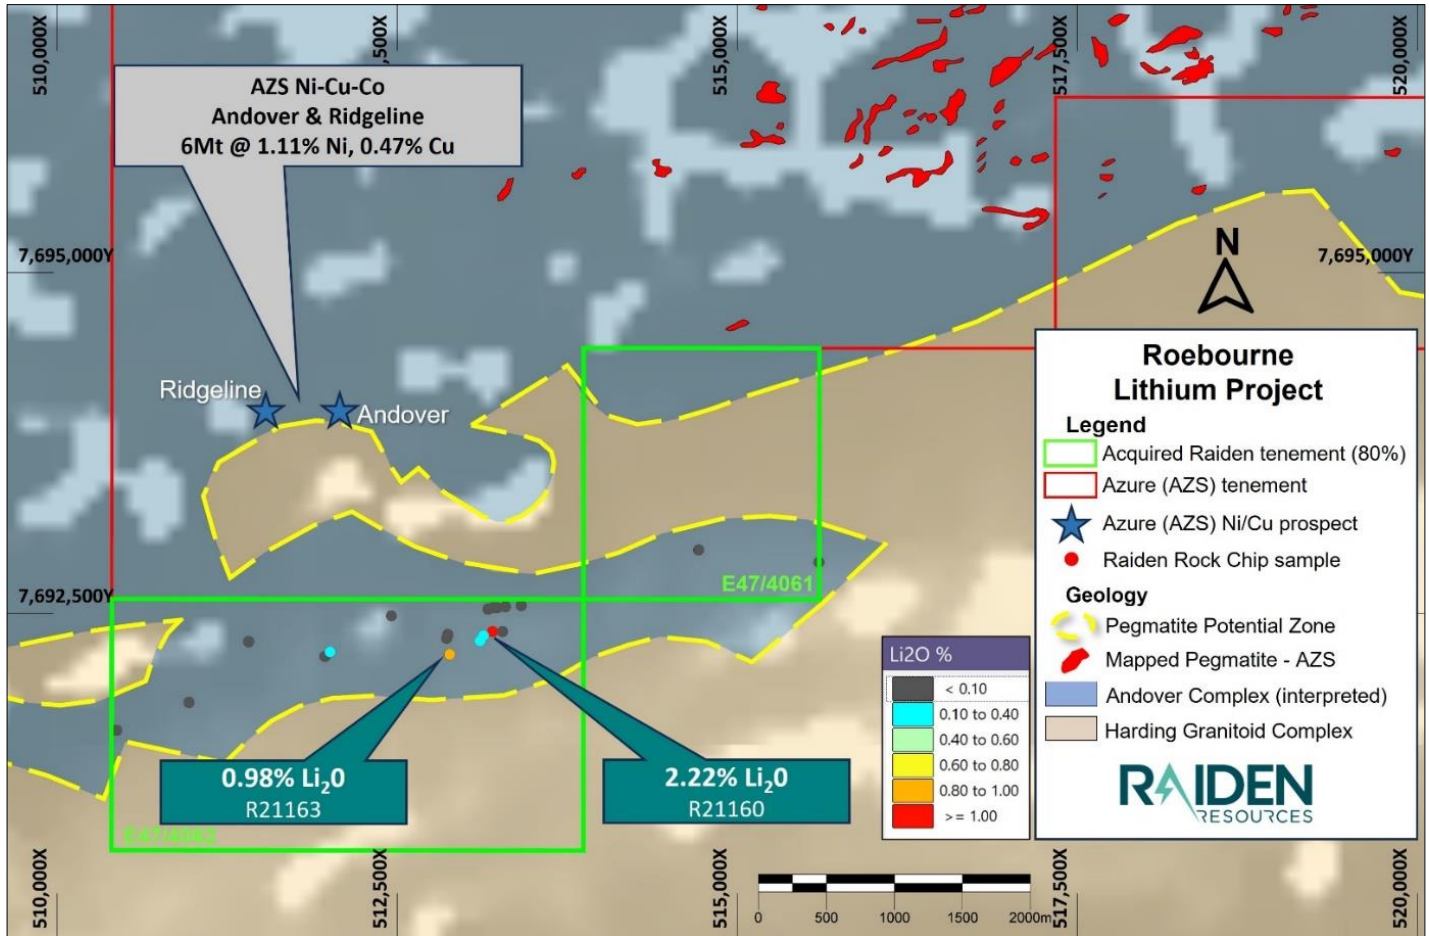 510,000X
512,500X
515,000X
517,500X
520,000X
AZS Ni-Cu-Co
Andover & Ridgeline
6Mt @ 1.11% Ni, 0.47% Cu
7,695,000Y
7,695,000Y
N
Ridgeline
Andover
E47/4061
7,692,500Y
0.98% Li2O
R21163
2.22% Li2O
R21160
E47/4062
Li2O %
< 0.10
0.10 to 0.40
0.40 to 0.60
0.60 to 0.80
0.80 to 1.00
>= 1.00
Roebourne
Lithium Project
Legend
Acquired Raiden tenement (80%)
Azure (AZS) tenement
Azure (AZS) Ni/Cu prospect
Raiden Rock Chip sample
Geology
Pegmatite Potential Zone
Mapped Pegmatite - AZS
Andover Complex (interpreted)
Harding Granitoid Complex
RAIDEN
RESOURCES
0 500 1000 1500 2000m
510,000X
512,500X
515,000X
517,500X
520,000X